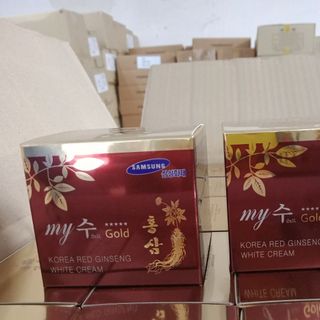 SAMSUNG
my 수 ★★★★★ Gold
KOREA RED GINSENG
WHITE CREAM
홍삼
my 수 ★★★★★ Gold
KOREA RED GINSENG
WHITE CREAM
WHITE